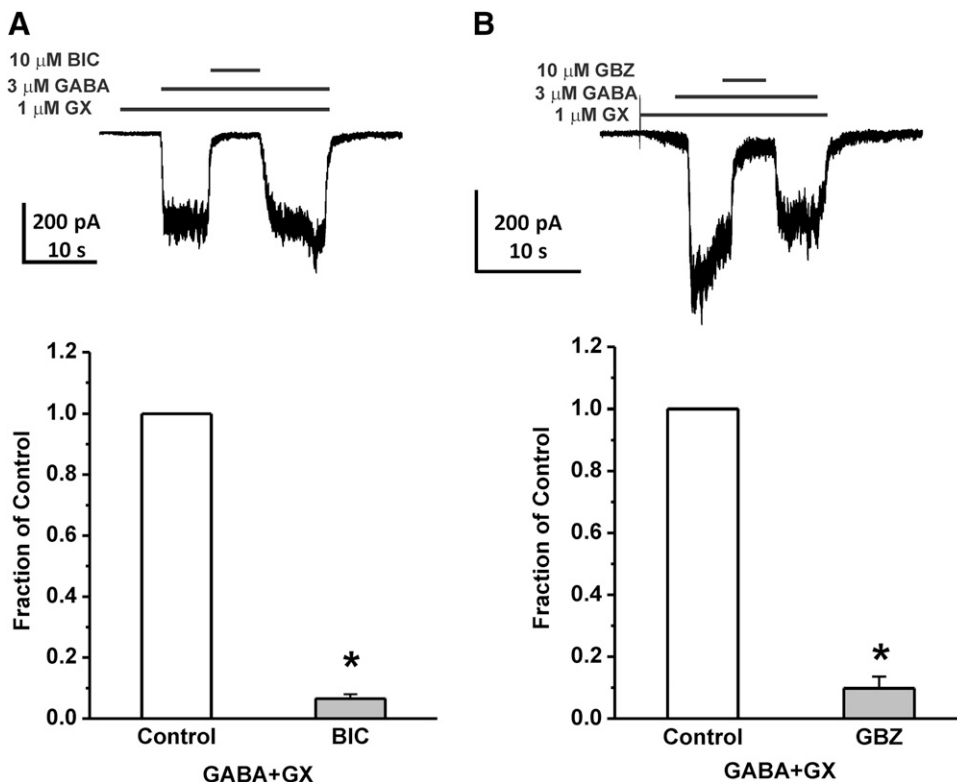 A
10 μM BIC
3 μM GABA
1 μM GX
200 pA
10 s
1.2
1.0
0.8
0.6
0.4
0.2
0.0
Fraction of Control
*
Control BIC
GABA+GX
B
10 μM GBZ
3 μM GABA
1 μM GX
200 pA
10 s
1.2
1.0
0.8
0.6
0.4
0.2
0.0
Fraction of Control
*
Control GBZ
GABA+GX